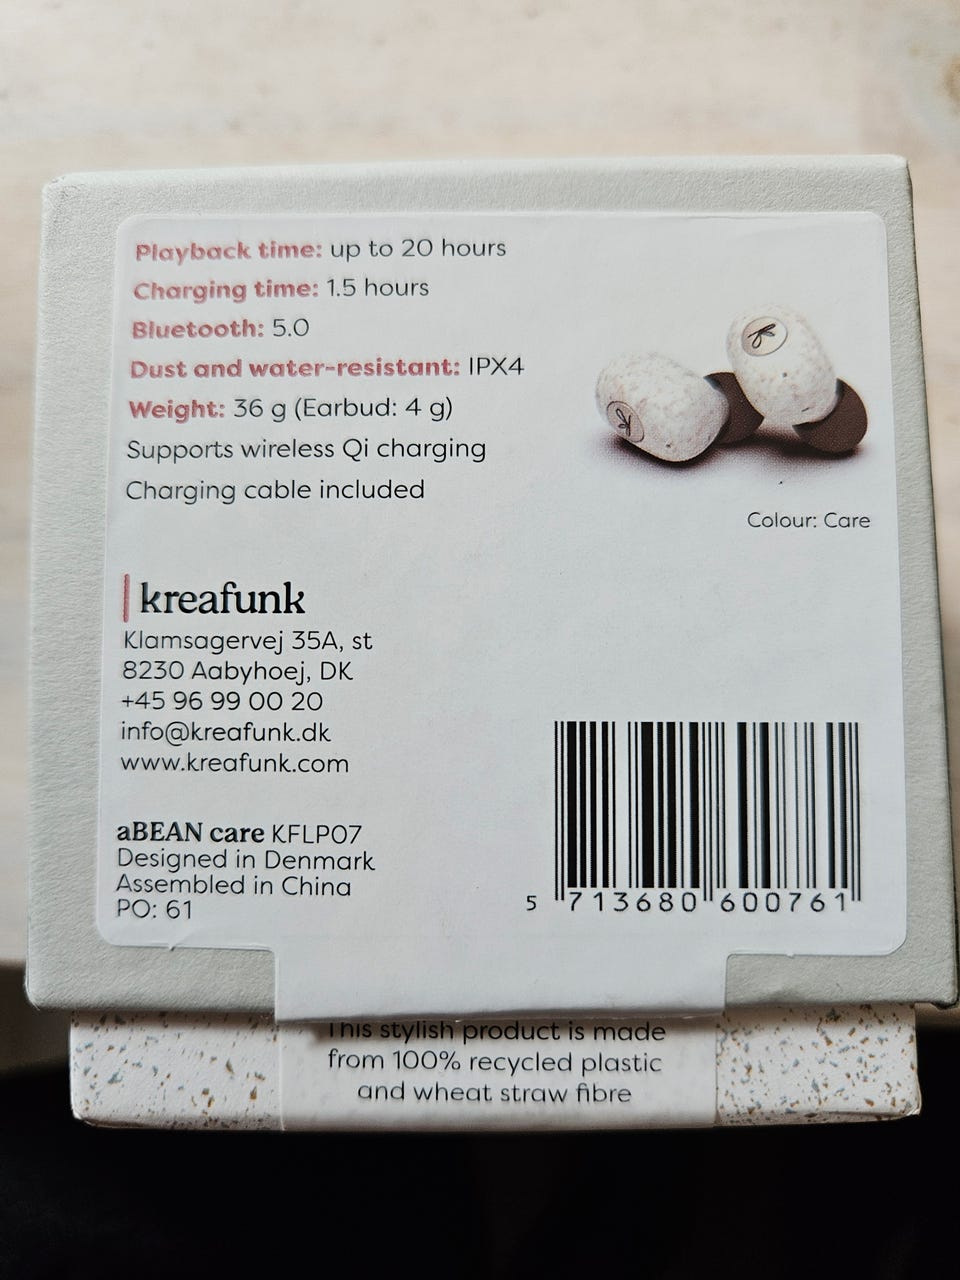 Playback time: up to 20 hours
Charging time: 1.5 hours
Bluetooth: 5.0
Dust and water-resistant: IPX4
Weight: 36 g (Earbud: 4 g)
Supports wireless Qi charging
Charging cable included
Colour: Care
kreafunk
Klamsagervej 35A, st
8230 Aabyhoej, DK
+45 96 99 00 20
info@kreafunk.dk
www.kreafunk.com
aBEAN care KFLP07
Designed in Denmark
Assembled in China
PO: 61
5 713680 600761
This stylish product is made
from 100% recycled plastic
and wheat straw fibre